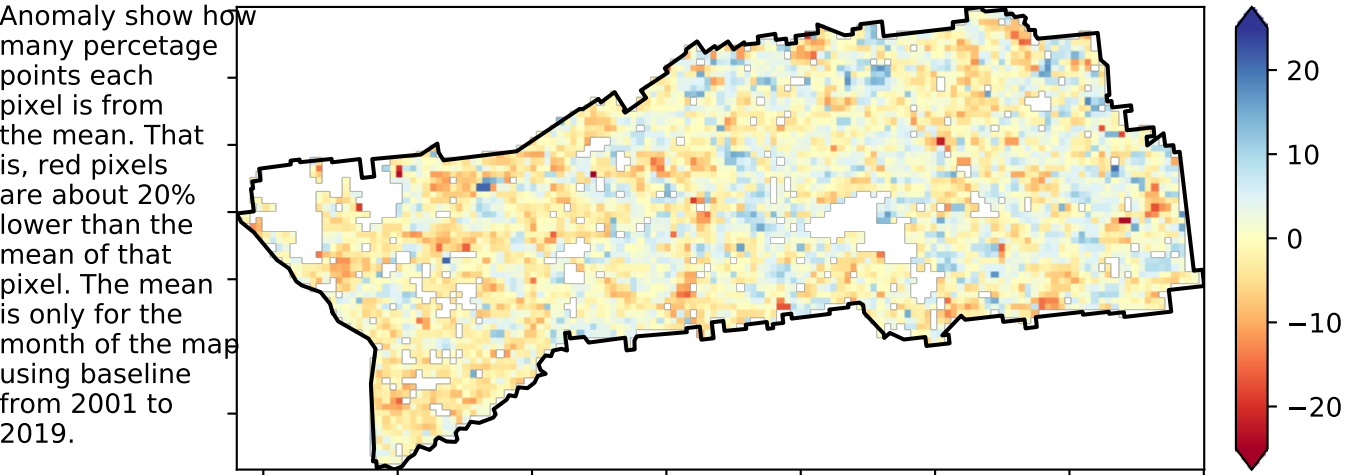 Anomaly show how
many percetage
points each
pixel is from
the mean. That
is, red pixels
are about 20%
lower than the
mean of that
pixel. The mean
is only for the
month of the map
using baseline
from 2001 to
2019.
20
10
0
−10
−20